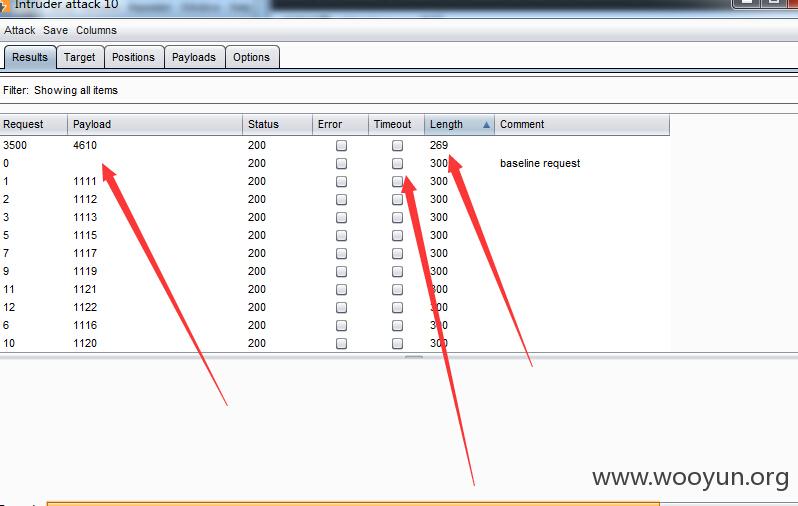 Intruder attack 10
Attack Save Columns
Results Target Positions Payloads Options
Filter: Showing all items
Request Payload Status Error Timeout Length Comment
3500 4610 200 269
0 200 300 baseline request
1 1111 200 300
2 1112 200 300
3 1113 200 300
5 1115 200 300
7 1117 200 300
9 1119 200 300
11 1121 200 300
12 1122 200 300
6 1116 200 300
10 1120 200 300
www.wooyun.org